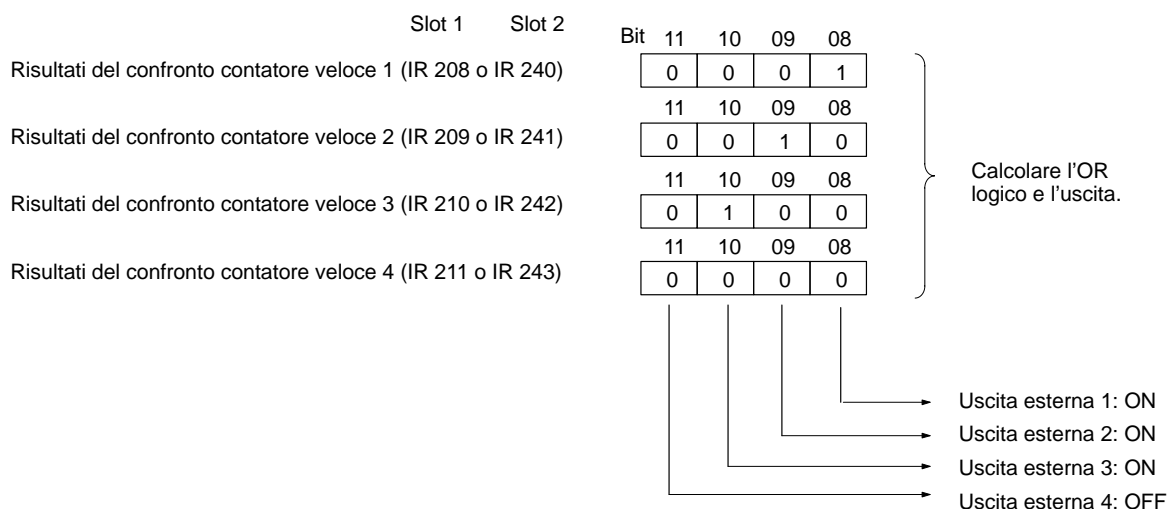 Slot 1 Slot 2
Bit 11 10 09 08
Risultati del confronto contatore veloce 1 (IR 208 o IR 240)
0 0 0 1
11 10 09 08
Risultati del confronto contatore veloce 2 (IR 209 o IR 241)
0 0 1 0
11 10 09 08
Risultati del confronto contatore veloce 3 (IR 210 o IR 242)
0 1 0 0
11 10 09 08
Risultati del confronto contatore veloce 4 (IR 211 o IR 243)
0 0 0 0
Calcolare l'OR
logico e l'uscita.
Uscita esterna 1: ON
Uscita esterna 2: ON
Uscita esterna 3: ON
Uscita esterna 4: OFF